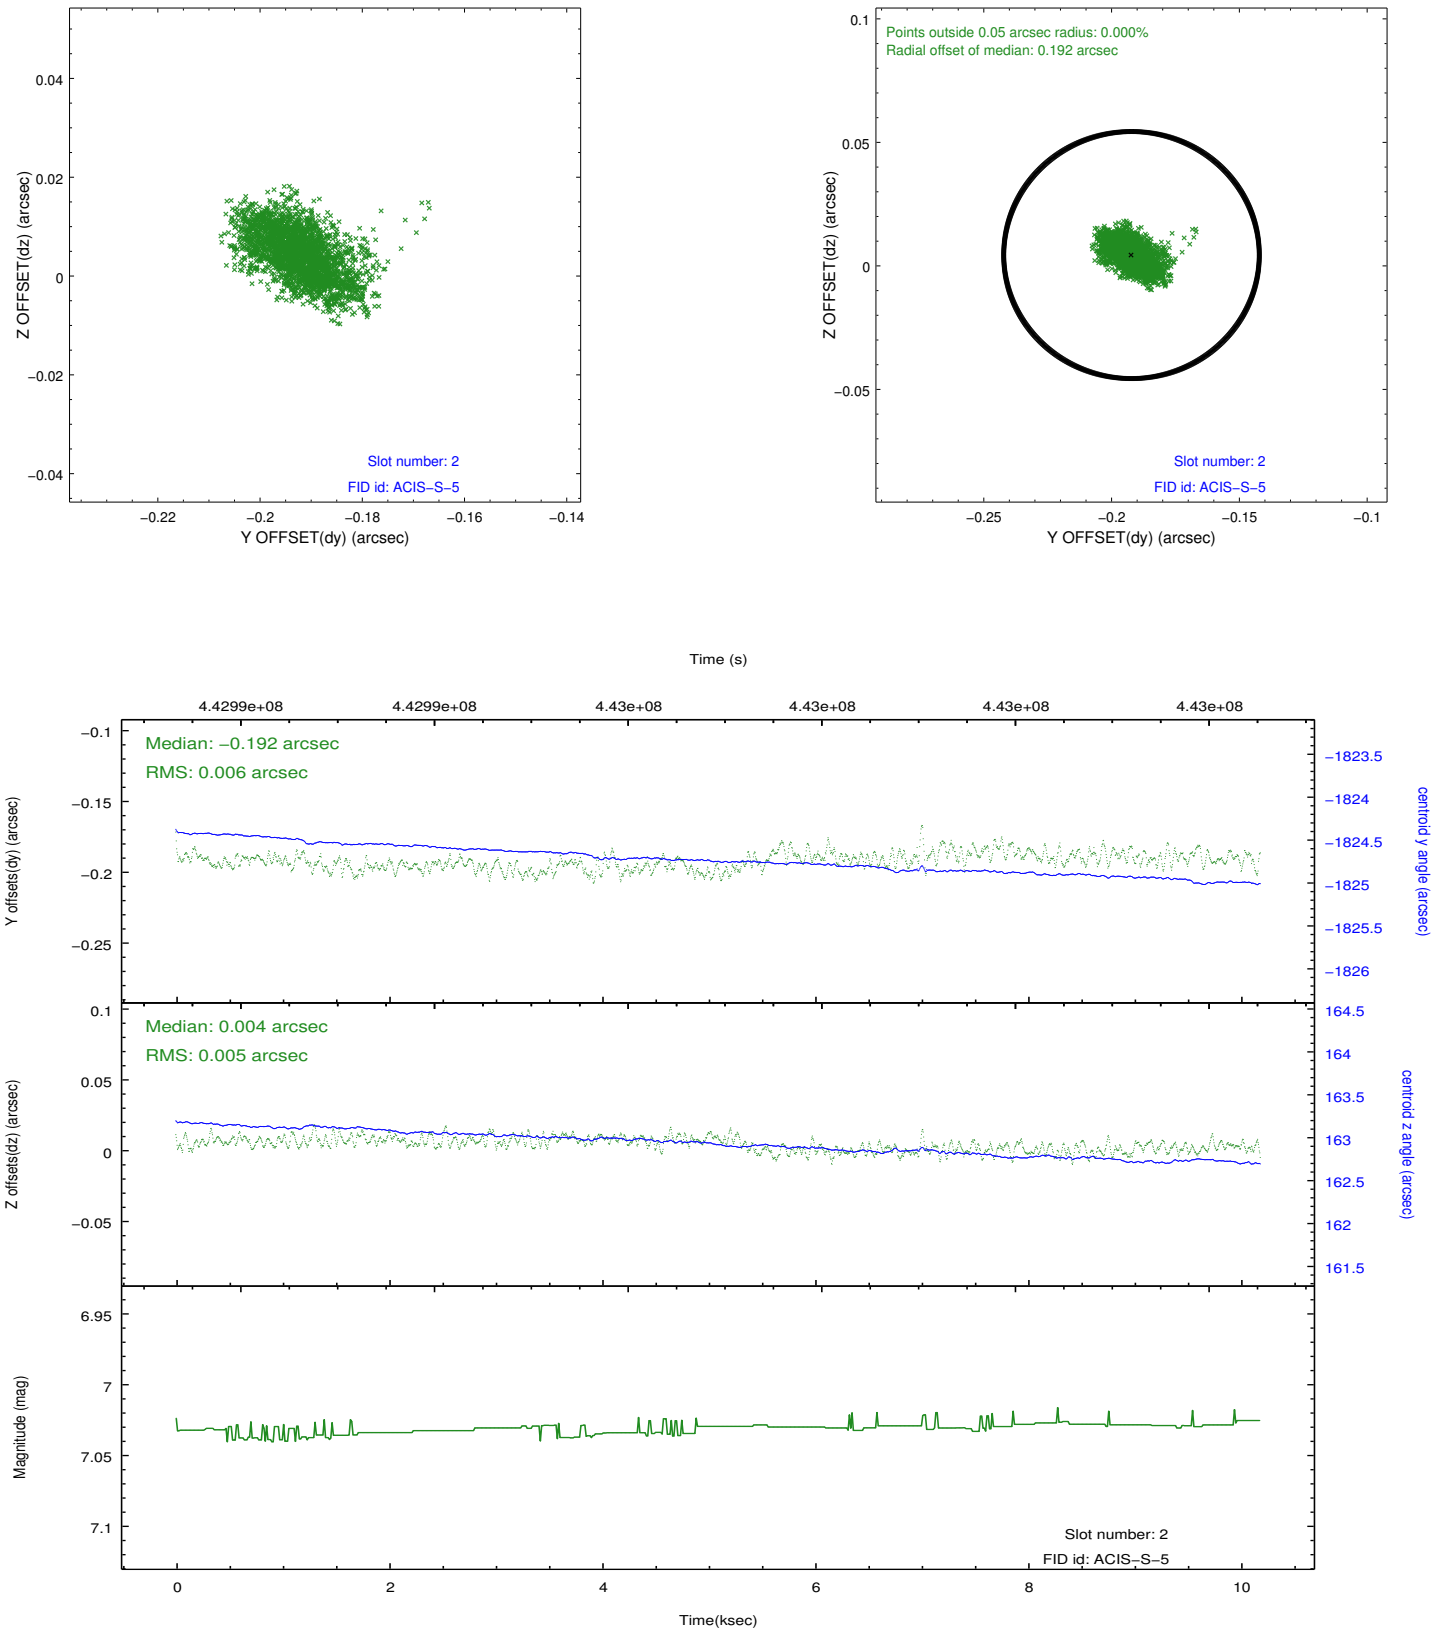 0.04
0.02
0
−0.02
−0.04
Z OFFSET(dz) (arcsec)
Slot number: 2
FID id: ACIS−S−5
−0.22
−0.2
−0.18
−0.16
−0.14
Y OFFSET(dy) (arcsec)
Points outside 0.05 arcsec radius: 0.000%
Radial offset of median: 0.192 arcsec
0.1
0.05
0
−0.05
Z OFFSET(dz) (arcsec)
Slot number: 2
FID id: ACIS−S−5
−0.25
−0.2
−0.15
−0.1
Y OFFSET(dy) (arcsec)
Time (s)
4.4299e+08
4.4299e+08
4.43e+08
4.43e+08
4.43e+08
4.43e+08
Median: −0.192 arcsec
RMS: 0.006 arcsec
−0.1
−0.15
−0.2
−0.25
Y offsets(dy) (arcsec)
−1823.5
−1824
−1824.5
−1825
−1825.5
−1826
centroid y angle (arcsec)
Median: 0.004 arcsec
RMS: 0.005 arcsec
0.1
0.05
0
−0.05
Z offsets(dz) (arcsec)
164.5
164
163.5
163
162.5
162
161.5
centroid z angle (arcsec)
6.95
7
7.05
7.1
Magnitude (mag)
Slot number: 2
FID id: ACIS−S−5
0
2
4
6
8
10
Time(ksec)